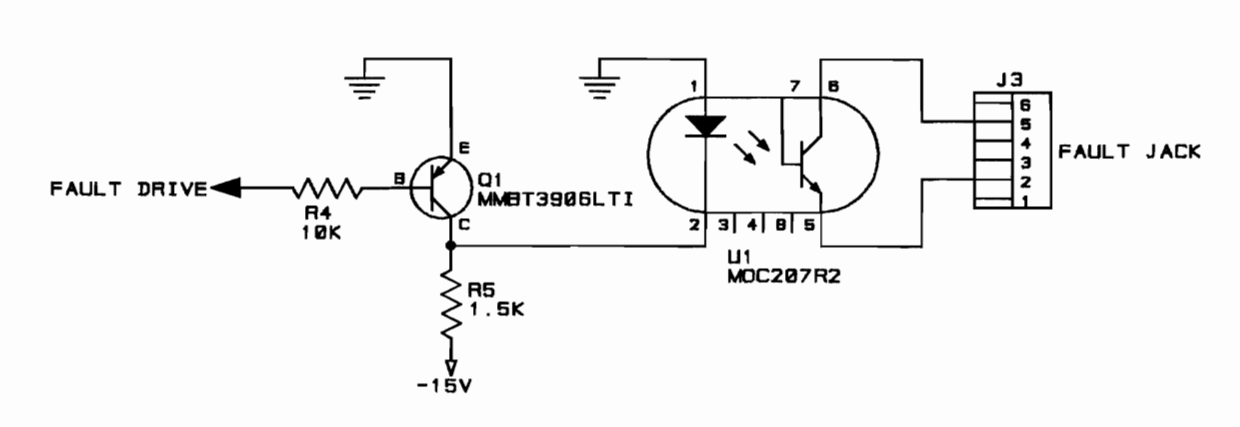 J3
1
7
6
6
5
4
3
2
1
FAULT JACK
E
B
Q1
MMBT3906LTI
FAULT DRIVE
R4
10K
C
2
3
4
8
5
U1
MOC207R2
R5
1.5K
-15V